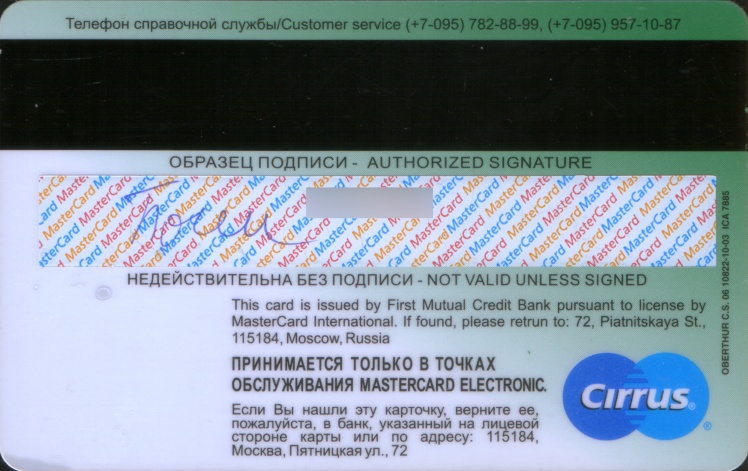 Телефон справочной службы/Customer service (+7-095) 782-88-99, (+7-095) 957-10-87
ОБРАЗЕЦ ПОДПИСИ - AUTHORIZED SIGNATURE
MasterCard MasterCard MasterCard
НЕДЕЙСТВИТЕЛЬНА БЕЗ ПОДПИСИ - NOT VALID UNLESS SIGNED
This card is issued by First Mutual Credit Bank pursuant to license by
MasterCard International. If found, please retrun to: 72, Piatnitskaya St.,
115184, Moscow, Russia
ПРИНИМАЕТСЯ ТОЛЬКО В ТОЧКАХ
ОБСЛУЖИВАНИЯ MASTERCARD ELECTRONIC.
Если Вы нашли эту карточку, верните ее,
пожалуйста, в банк, указанный на лицевой
стороне карты или по адресу: 115184,
Москва, Пятницкая ул., 72
Cirrus®
OBERTHUR C.S. 06 10822-10-03 ICA 7885